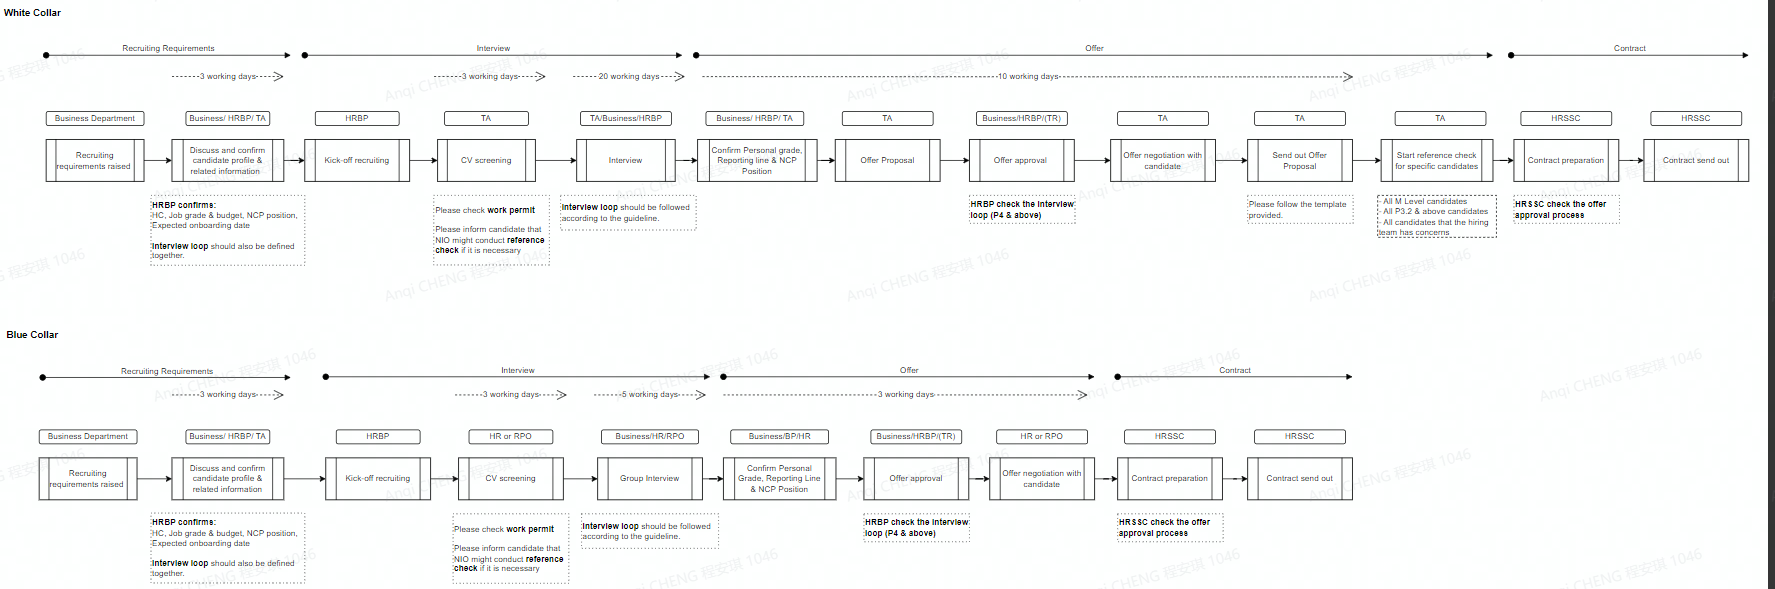 White Collar
Recruiting Requirements
Interview
Offer
Contract
3 working days
3 working days
20 working days
10 working days
Business Department
Business/ HRBP/ TA
HRBP
TA
TA/Business/HRBP
Business/ HRBP/ TA
TA
Business/HRBP/(TR)
TA
TA
TA
HRSSC
HRSSC
Recruiting
requirements raised
Discuss and confirm
candidate profile &
related information
Kick-off recruiting
CV screening
Interview
Confirm Personal grade,
Reporting line & NCP
Position
Offer Proposal
Offer approval
Offer negotiation with
candidate
Send out Offer
Proposal
Start reference check
for specific candidates
Contract preparation
Contract send out
HRBP confirms:
HC, Job grade & budget, NCP position,
Expected onboarding date
Interview loop should also be defined
together.
Please check work permit
Please inform candidate that
NIO might conduct reference
check if it is necessary
Interview loop should be followed
according to the guideline.
HRBP check the Interview
loop (P4 & above)
Please follow the template
provided.
- All M Level candidates
- All P3.2 & above candidates
- All candidates that the hiring
team has concerns
HRSSC check the offer
approval process
Blue Collar
Recruiting Requirements
Interview
Offer
Contract
3 working days
3 working days
5 working days
3 working days
Business Department
Business/ HRBP/ TA
HRBP
HR or RPO
Business/HR/RPO
Business/BP/HR
Business/HRBP/(TR)
HR or RPO
HRSSC
HRSSC
Recruiting
requirements raised
Discuss and confirm
candidate profile &
related information
Kick-off recruiting
CV screening
Group Interview
Confirm Personal
Grade, Reporting Line
& NCP Position
Offer approval
Offer negotiation with
candidate
Contract preparation
Contract send out
HRBP confirms:
HC, Job grade & budget, NCP position,
Expected onboarding date
Interview loop should also be defined
together.
Please check work permit
Please inform candidate that
NIO might conduct reference
check if it is necessary
Interview loop should be followed
according to the guideline.
HRBP check the Interview
loop (P4 & above)
HRSSC check the offer
approval process
Anqi CHENG 程安琪 1046